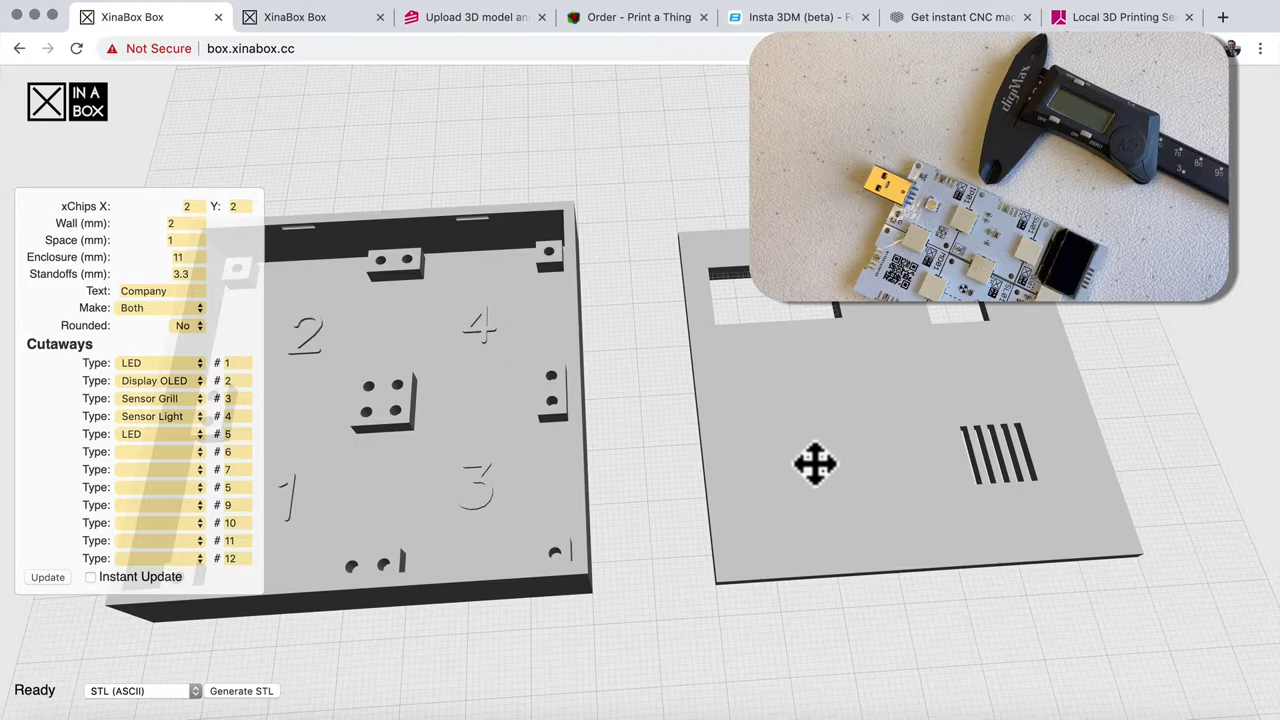 XinaBox Box
XinaBox Box
Upload 3D model an
Order - Print a Thing
Insta 3DM (beta) - F
Get instant CNC mac
Local 3D Printing Se
Not Secure
box.xinabox.cc
IN A
BOX
xChips X: 2 Y: 2
Wall (mm): 2
Space (mm): 1
Enclosure (mm): 11
Standoffs (mm): 3.3
Text: Company
Make: Both
Rounded: No
Cutaways
Type: LED # 1
Type: Display OLED # 2
Type: Sensor Grill # 3
Type: Sensor Light # 4
Type: LED # 5
Type: # 6
Type: # 7
Type: # 5
Type: # 9
Type: # 10
Type: # 11
Type: # 12
Update
Instant Update
Ready
STL (ASCII)
Generate STL
2 4
1 3
digiMax
OFF
ON
ZERO